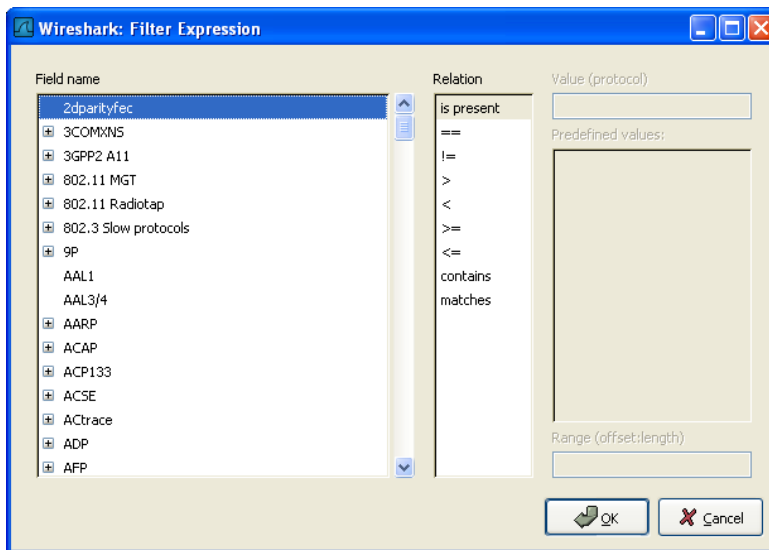 Wireshark: Filter Expression
Field name
2dparityfec
3COMXNS
3GPP2 A11
802.11 MGT
802.11 Radiotap
802.3 Slow protocols
9P
AAL1
AAL3/4
AARP
ACAP
ACP133
ACSE
ACtrace
ADP
AFP
Relation
is present
==
!=
>
<
>=
<=
contains
matches
Value (protocol)
Predefined values:
Range (offset:length)
OK
Cancel